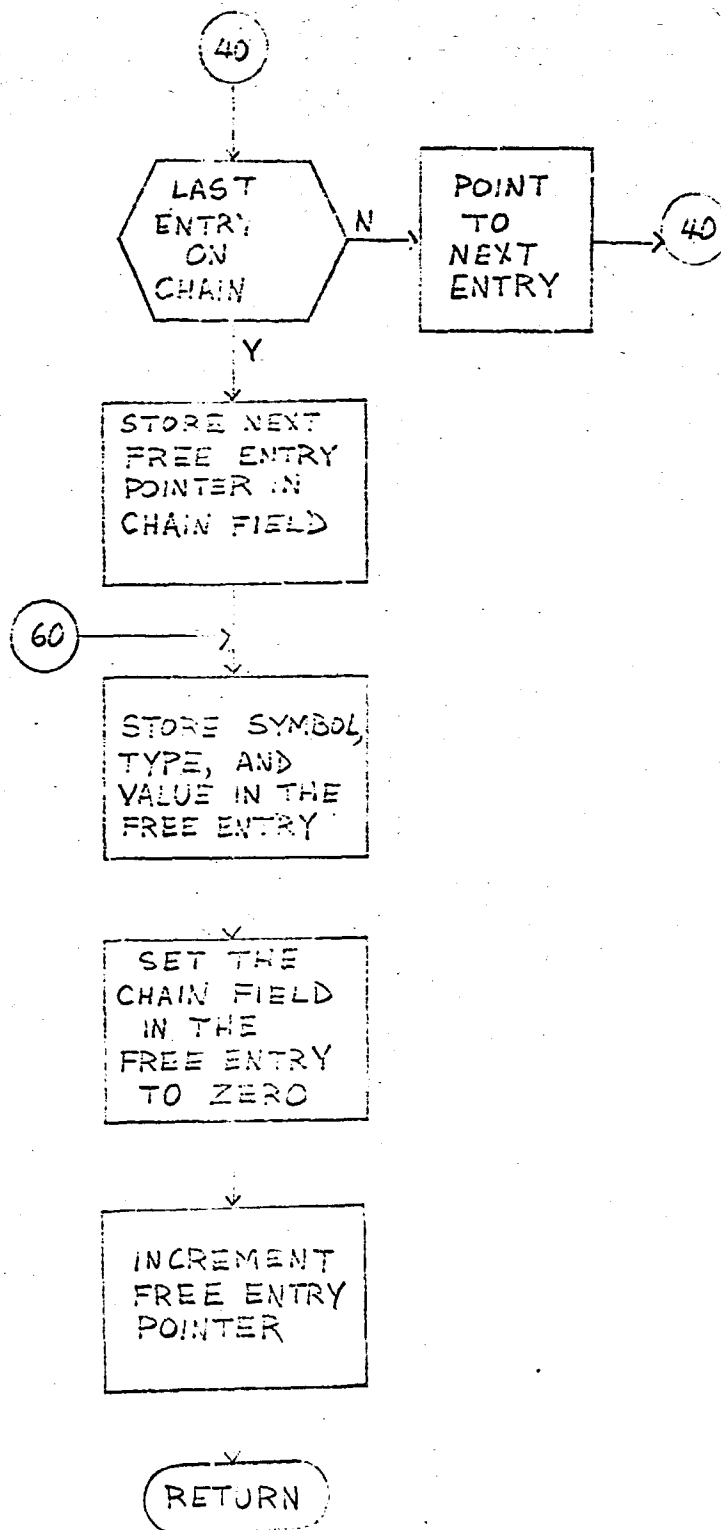 40
LAST
ENTRY
ON
CHAIN
N
POINT
TO
NEXT
ENTRY
40
Y
STORE NEXT
FREE ENTRY
POINTER IN
CHAIN FIELD
60
STORE SYMBOL,
TYPE, AND
VALUE IN THE
FREE ENTRY
SET THE
CHAIN FIELD
IN THE
FREE ENTRY
TO ZERO
INCREMENT
FREE ENTRY
POINTER
RETURN